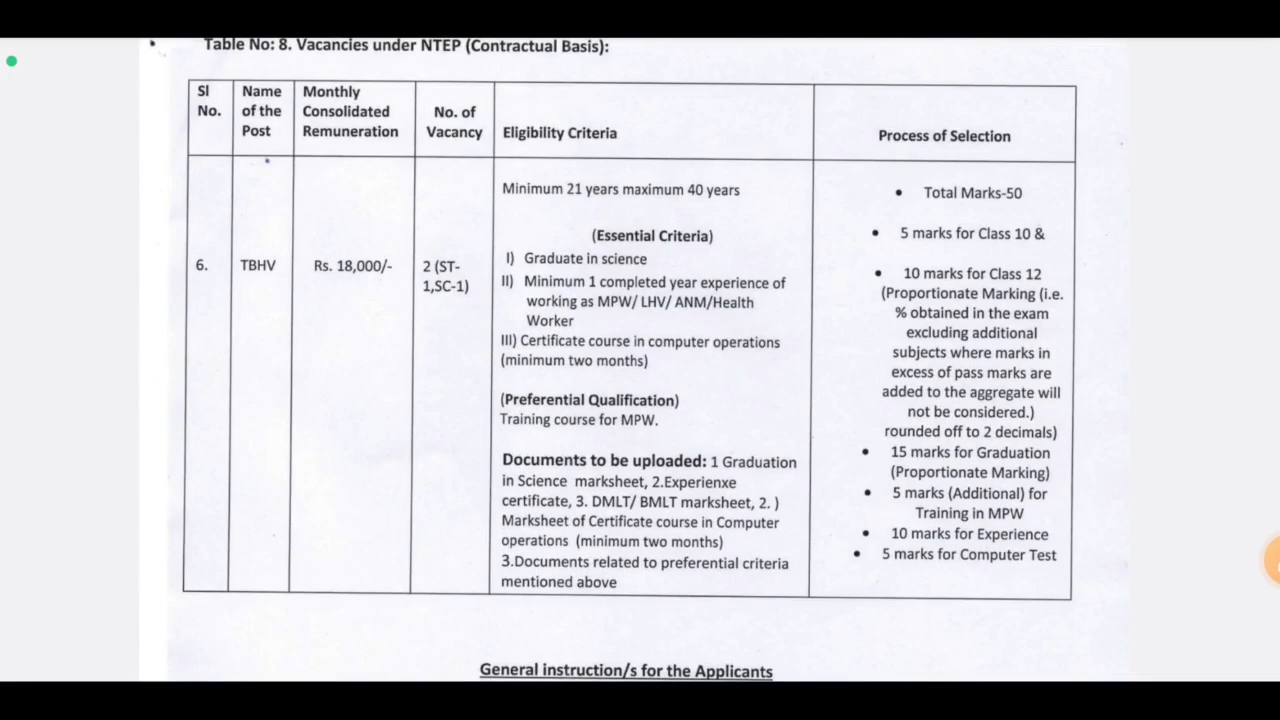 Table No: 8. Vacancies under NTEP (Contractual Basis):
Sl
No.
Name
of the
Post
Monthly
Consolidated
Remuneration
No. of
Vacancy
Eligibility Criteria
Process of Selection
6.
TBHV
Rs. 18,000/-
2 (ST-
1,SC-1)
Minimum 21 years maximum 40 years
(Essential Criteria)
I) Graduate in science
II) Minimum 1 completed year experience of
working as MPW/ LHV/ ANM/Health
Worker
III) Certificate course in computer operations
(minimum two months)
(Preferential Qualification)
Training course for MPW.
Documents to be uploaded: 1 Graduation
in Science marksheet, 2.Experienxe
certificate, 3. DMLT/ BMLT marksheet, 2. )
Marksheet of Certificate course in Computer
operations (minimum two months)
3.Documents related to preferential criteria
mentioned above
• Total Marks-50
• 5 marks for Class 10 &
• 10 marks for Class 12
(Proportionate Marking (i.e.
% obtained in the exam
excluding additional
subjects where marks in
excess of pass marks are
added to the aggregate will
not be considered.)
rounded off to 2 decimals)
• 15 marks for Graduation
(Proportionate Marking)
• 5 marks (Additional) for
Training in MPW
• 10 marks for Experience
• 5 marks for Computer Test
General instruction/s for the Applicants